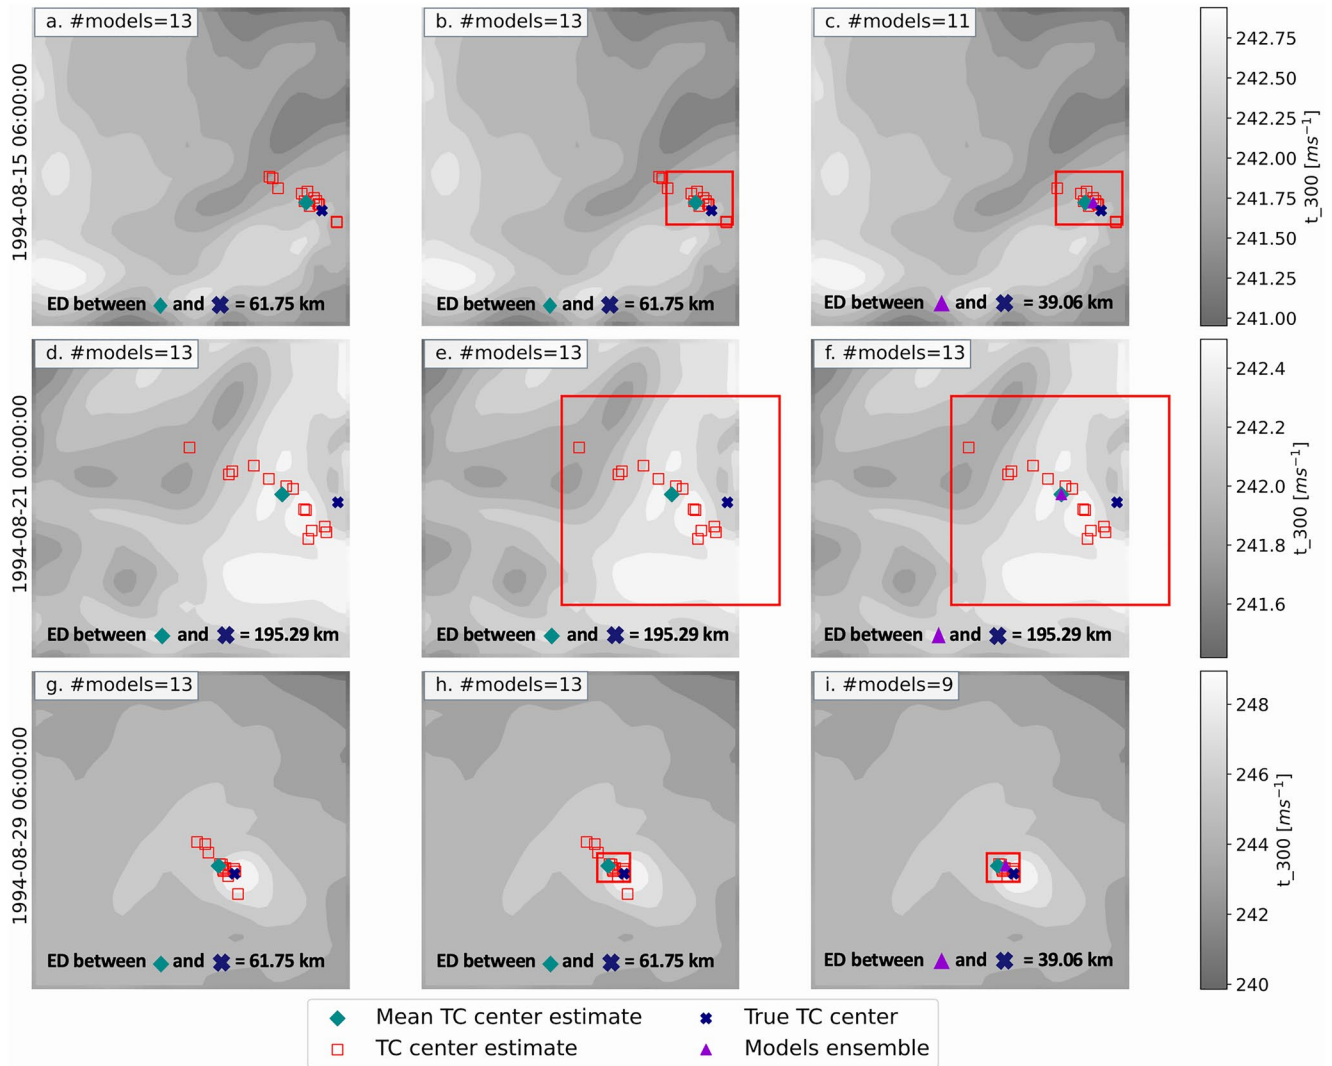 a. #models=13
b. #models=13
c. #models=11
1994-08-15 06:00:00
ED between ◆ and ✖ = 61.75 km
ED between ◆ and ✖ = 61.75 km
ED between ▲ and ✖ = 39.06 km
242.75
242.50
242.25
242.00
241.75
241.50
241.25
241.00
t_300 [ms⁻¹]
d. #models=13
e. #models=13
f. #models=13
1994-08-21 00:00:00
ED between ◆ and ✖ = 195.29 km
ED between ◆ and ✖ = 195.29 km
ED between ▲ and ✖ = 195.29 km
242.4
242.2
242.0
241.8
241.6
t_300 [ms⁻¹]
g. #models=13
h. #models=13
i. #models=9
1994-08-29 06:00:00
ED between ◆ and ✖ = 61.75 km
ED between ◆ and ✖ = 61.75 km
ED between ▲ and ✖ = 39.06 km
248
246
244
242
240
t_300 [ms⁻¹]
Mean TC center estimate
True TC center
TC center estimate
Models ensemble